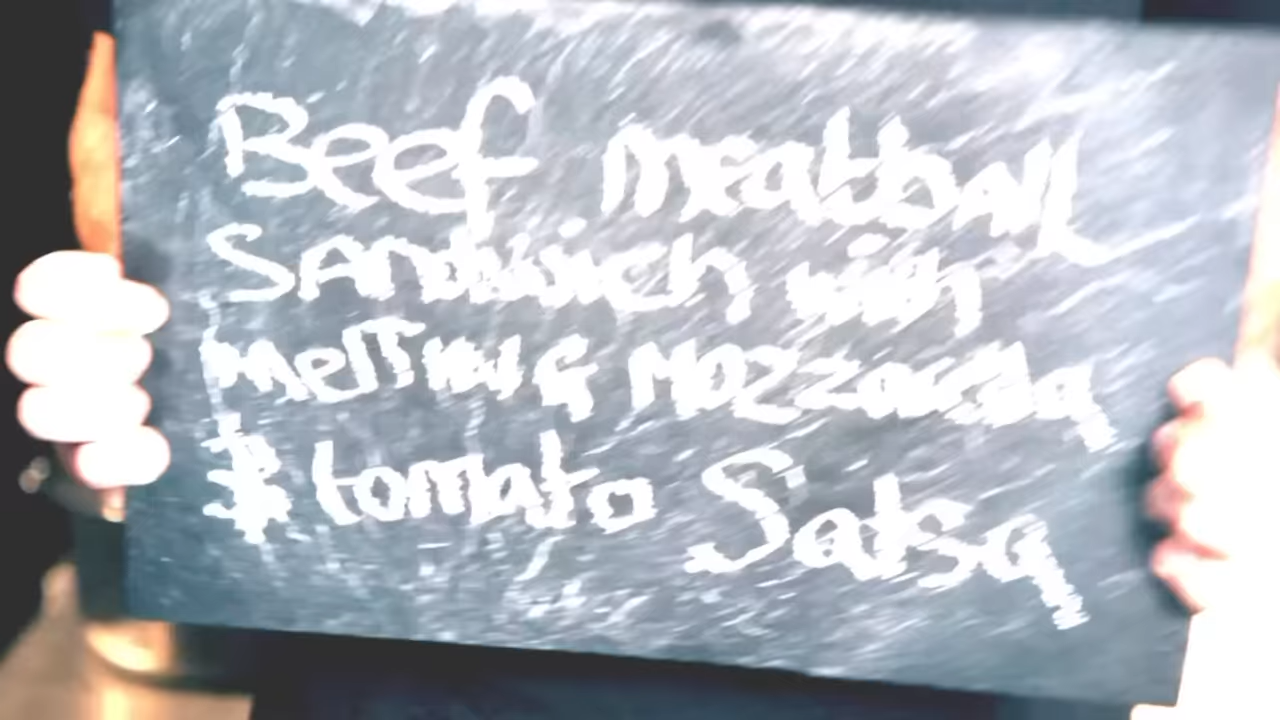 Beef meatball
Sandwich with
melting Mozzarella
& tomato Salsa